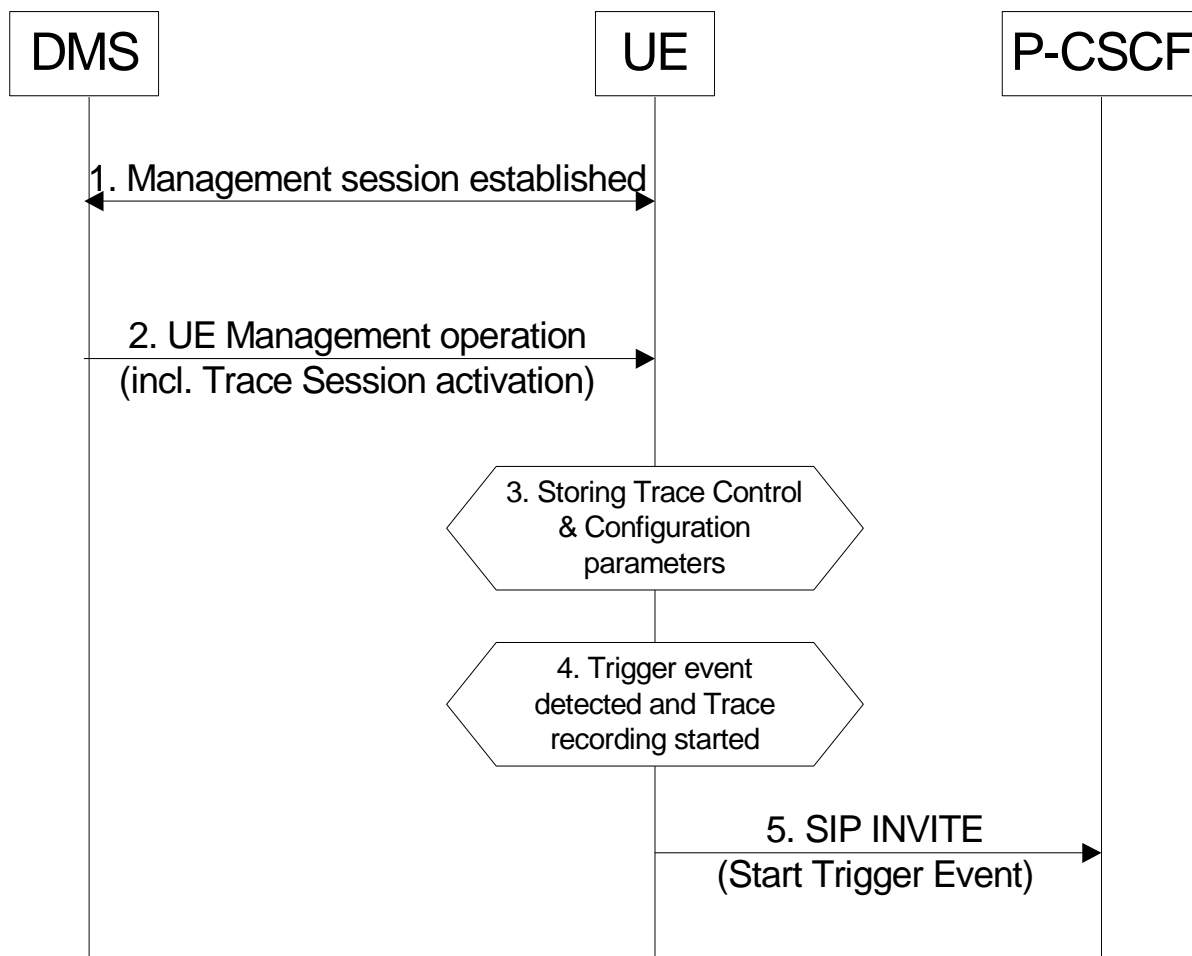 DMS
UE
P-CSCF
1. Management session established
2. UE Management operation
(incl. Trace Session activation)
3. Storing Trace Control
& Configuration
parameters
4. Trigger event
detected and Trace
recording started
5. SIP INVITE
(Start Trigger Event)